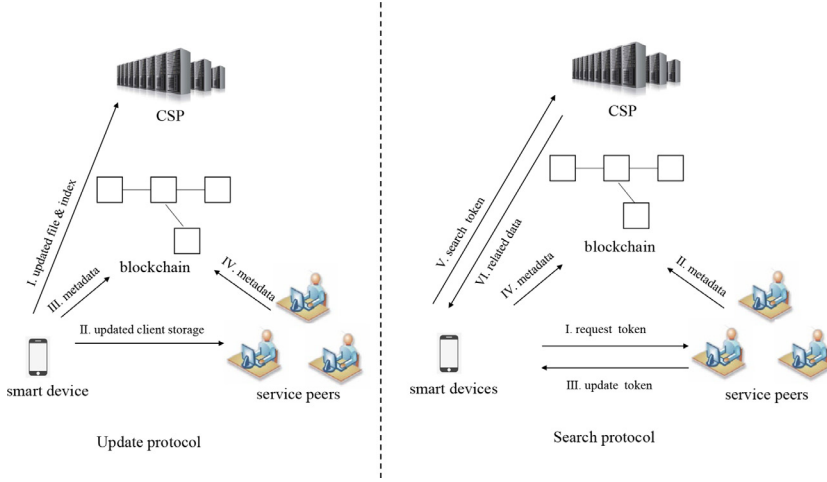 CSP
I. updated file & index
blockchain
III. metadata
IV. metadata
II. updated client storage
smart device
service peers
Update protocol
CSP
V. search token
VI. related data
blockchain
IV. metadata
II. metadata
I. request token
III. update token
smart devices
service peers
Search protocol